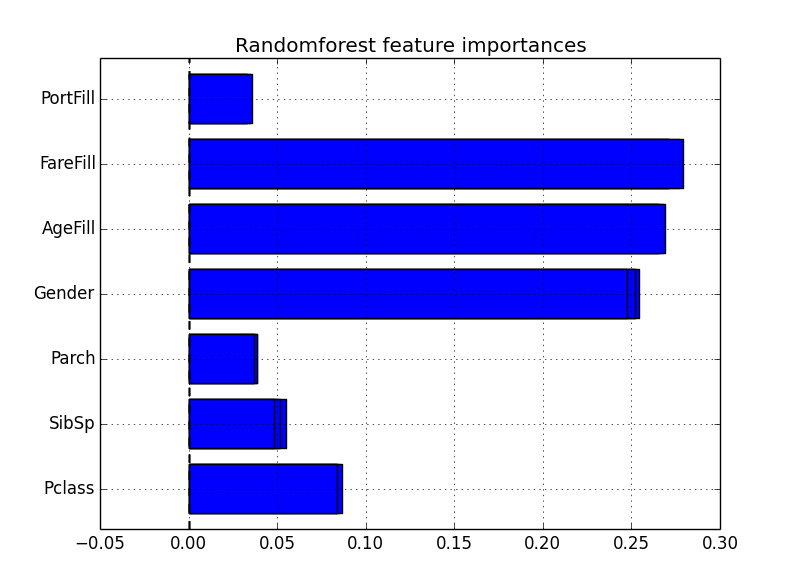 Randomforest feature importances
PortFill
FareFill
AgeFill
Gender
Parch
SibSp
Pclass
−0.05 0.00 0.05 0.10 0.15 0.20 0.25 0.30